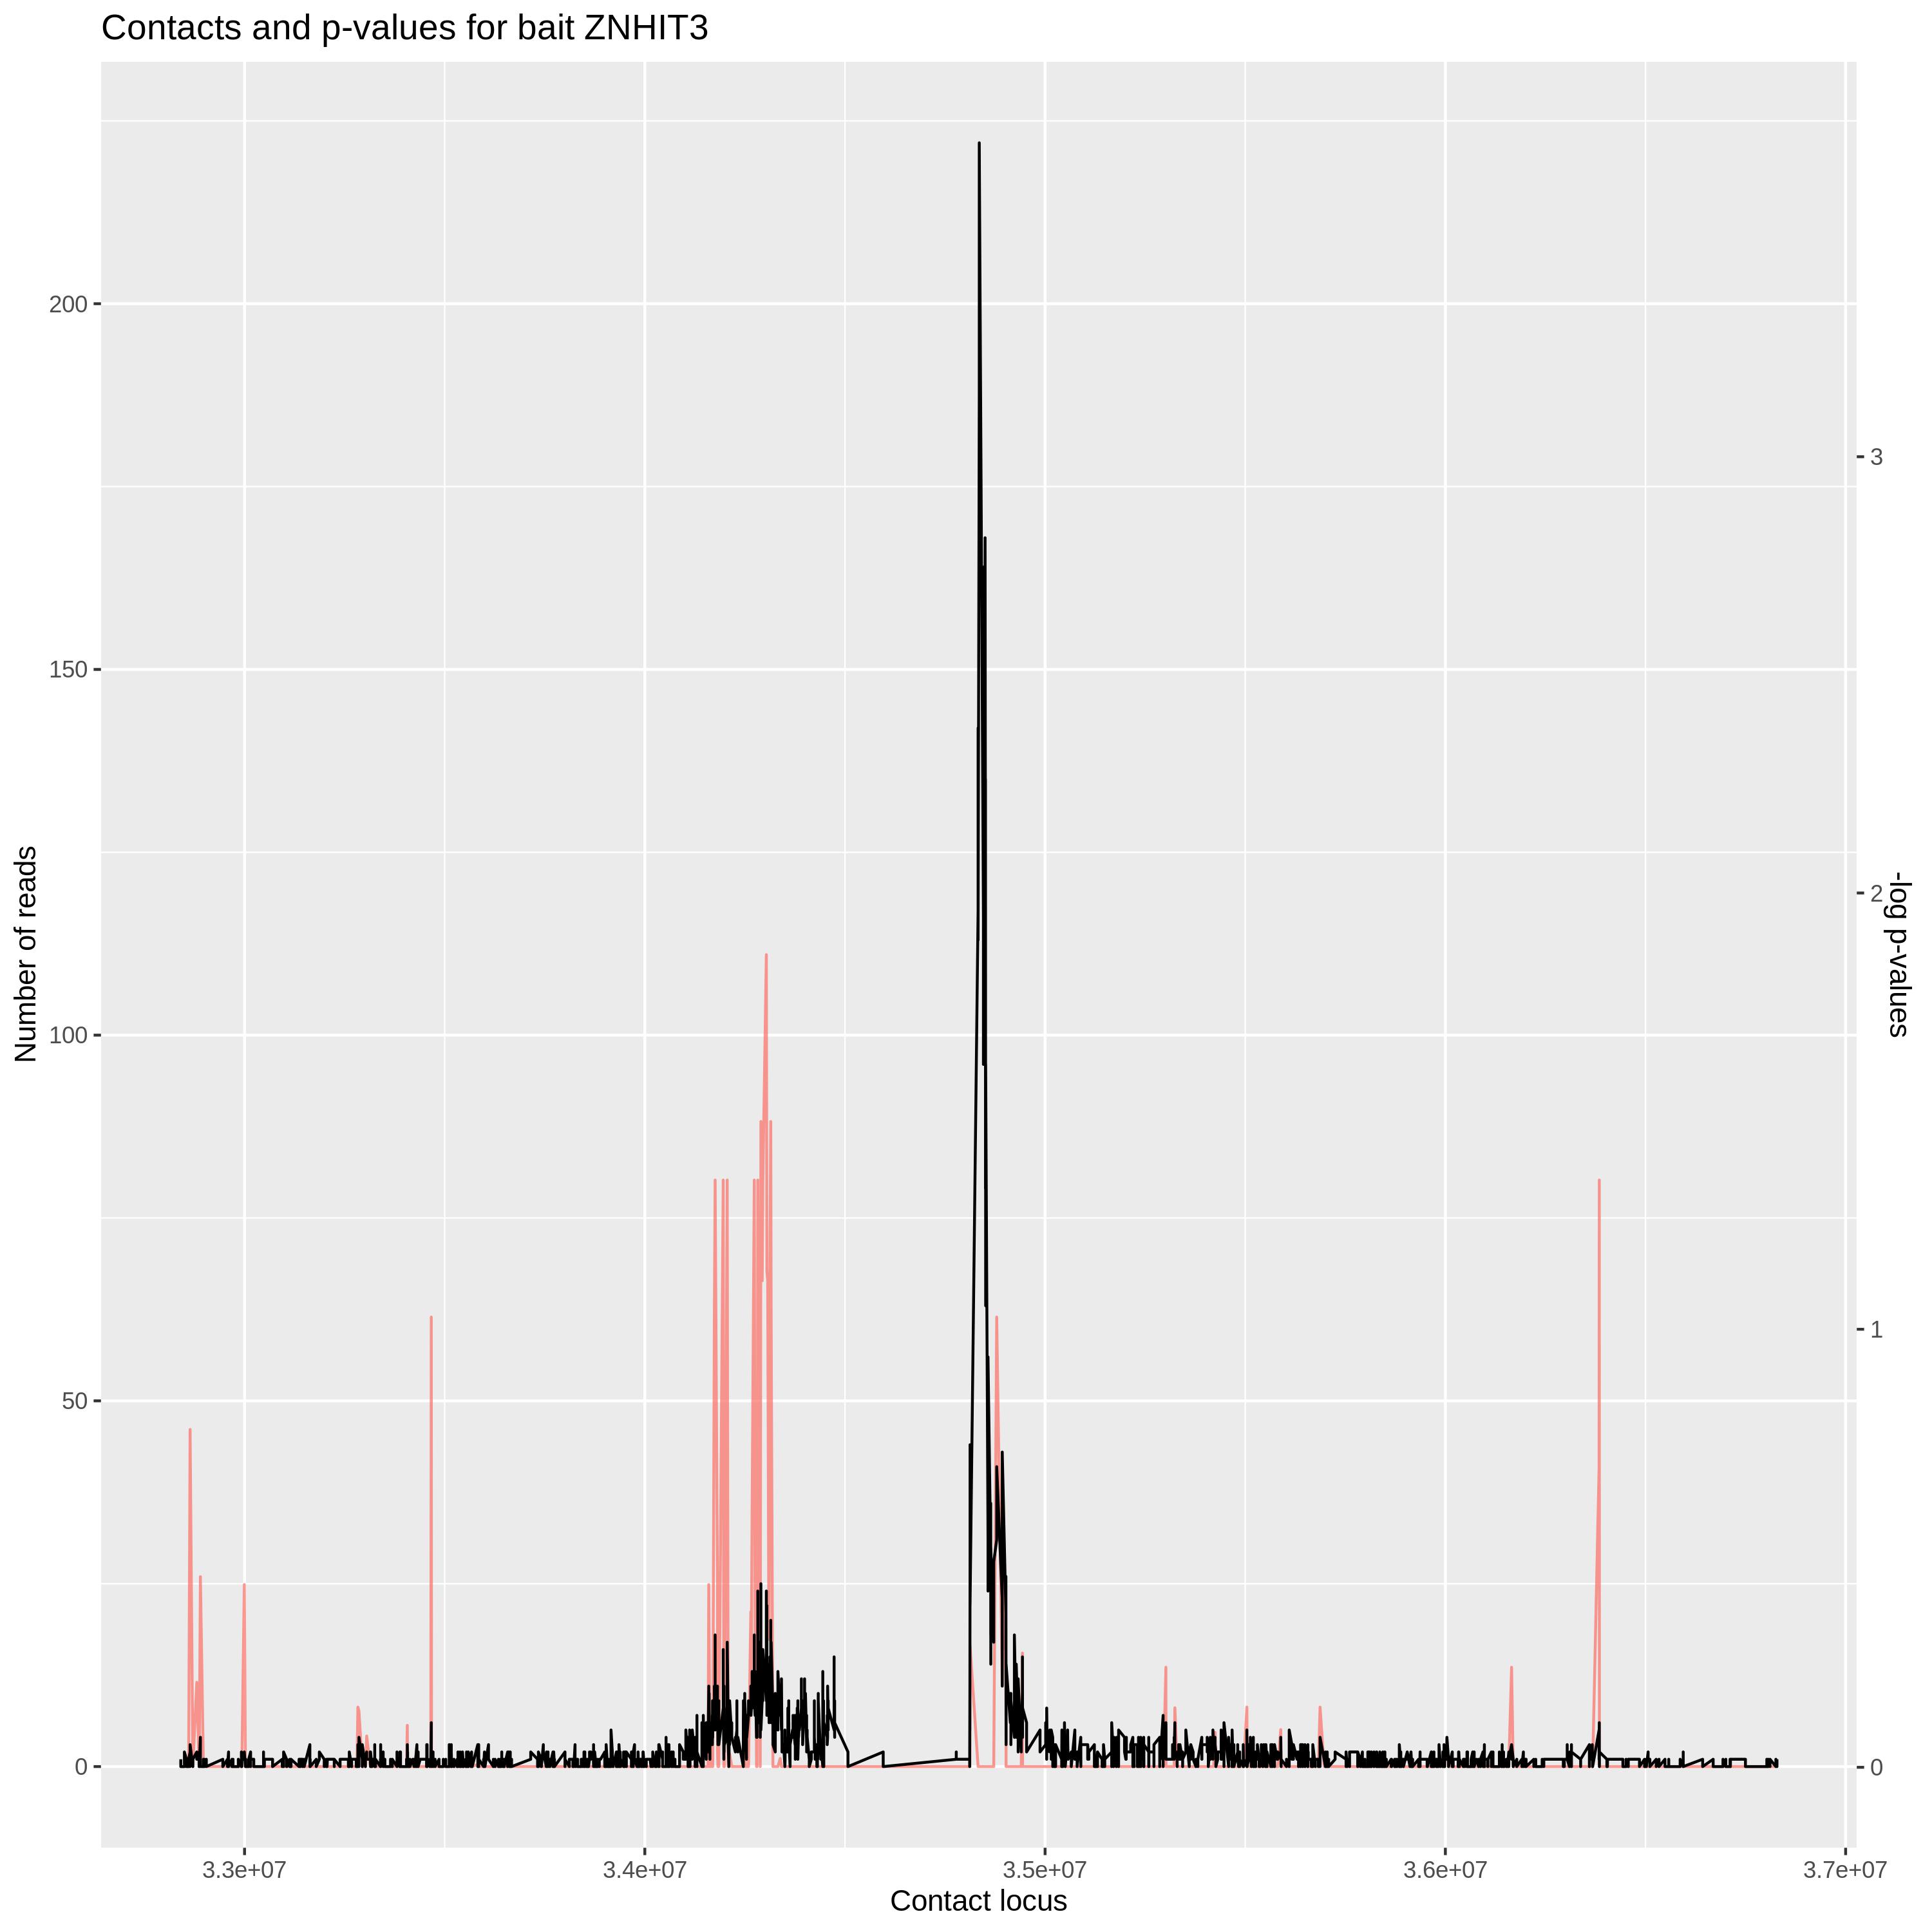 Contacts and p-values for bait ZNHIT3
200
150
100
50
0
Number of reads
3
2
1
0
-log p-values
3.3e+07
3.4e+07
3.5e+07
3.6e+07
3.7e+07
Contact locus